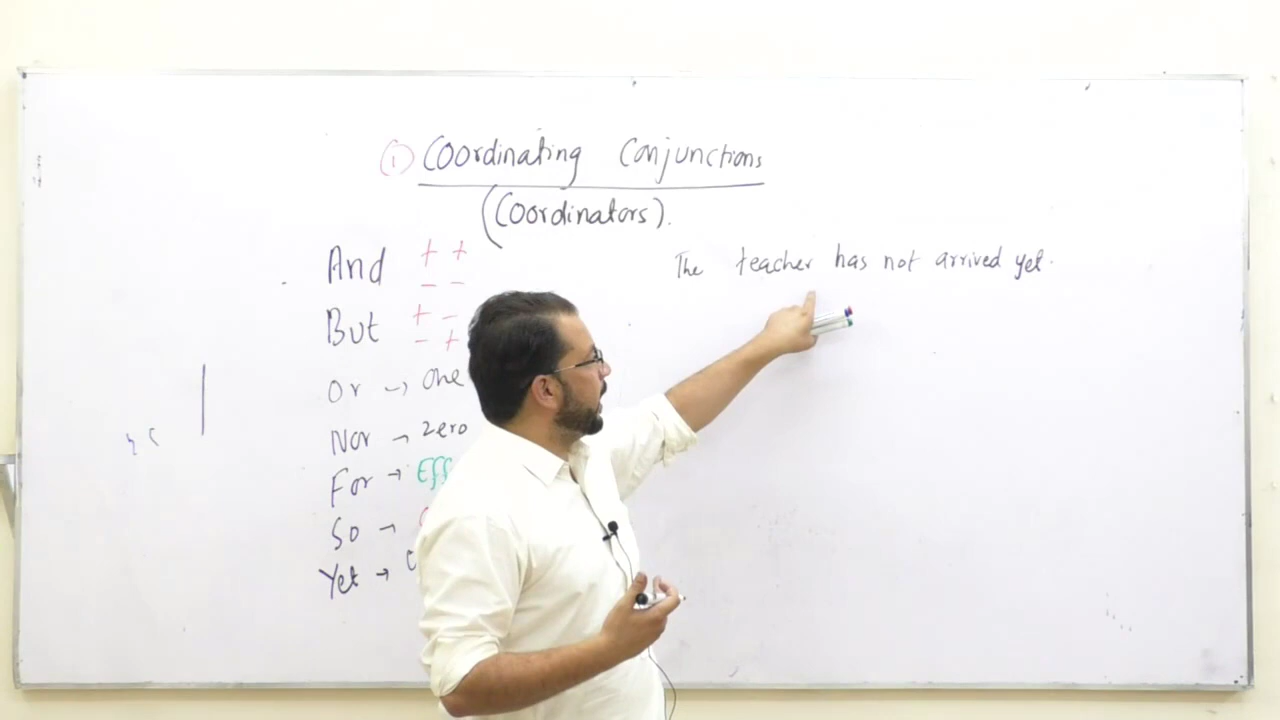 ① Coordinating Conjunctions
(Coordinators).
And + +
- -
But + -
- +
Or → One
Nor → Zero
For → Eff
So →
Yet →
The teacher has not arrived yet.